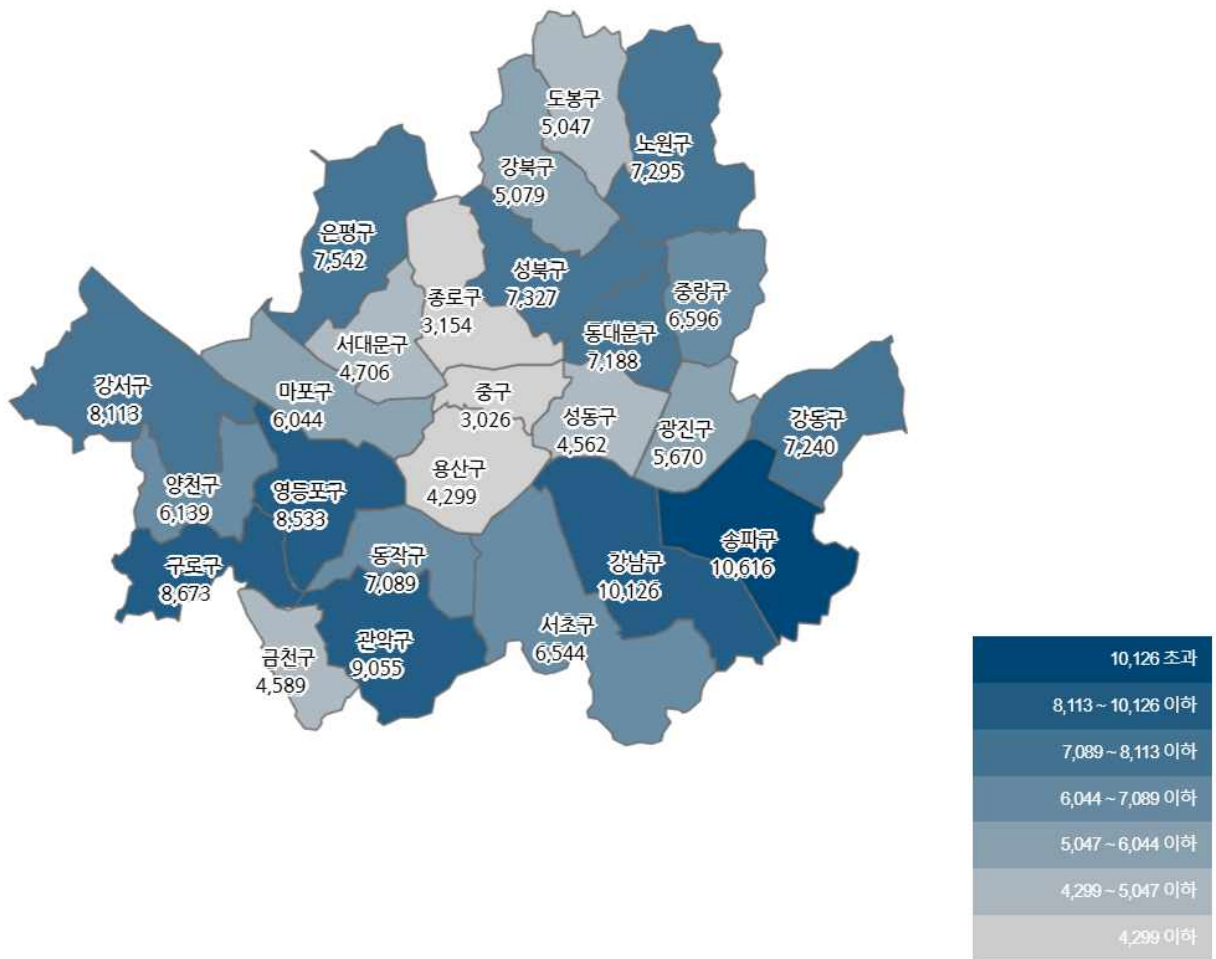 도봉구
5,047
노원구
7,295
강북구
5,079
은평구
7,542
성북구
7,327
중랑구
6,596
종로구
3,154
동대문구
7,188
서대문구
4,706
강서구
8,113
마포구
6,044
중구
3,026
성동구
4,562
광진구
5,670
강동구
7,240
용산구
4,299
양천구
6,139
영등포구
8,533
동작구
7,089
강남구
10,126
송파구
10,616
구로구
8,673
서초구
6,544
관악구
9,055
금천구
4,589
10,126 초과
8,113 ~ 10,126 이하
7,089 ~ 8,113 이하
6,044 ~ 7,089 이하
5,047 ~ 6,044 이하
4,299 ~ 5,047 이하
4,299 이하